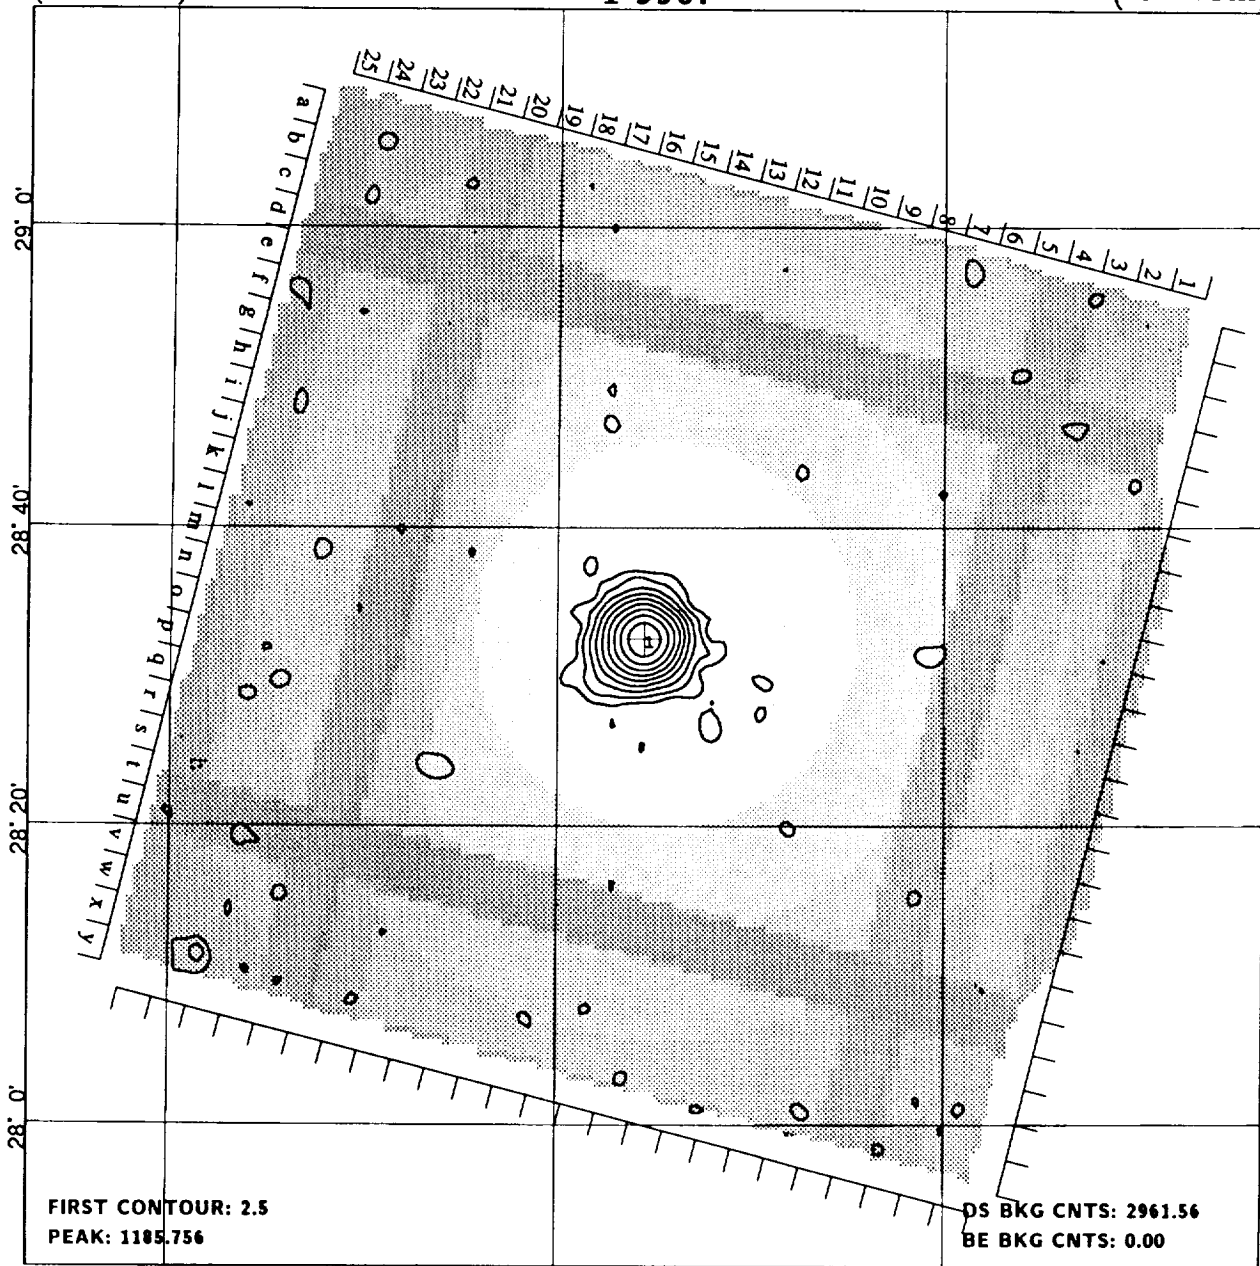 25 24 23 22 21 20 19 18 17 16 15 14 13 12 11 10 9 8 7 6 5 4 3 2 1
a b c d e f g h i j k l m n o p q r s t u v w x y
29° 0'
28° 40'
1
28° 20'
28° 0'
FIRST CONTOUR: 2.5
PEAK: 1185.756
DS BKG CNTS: 2961.56
BE BKG CNTS: 0.00